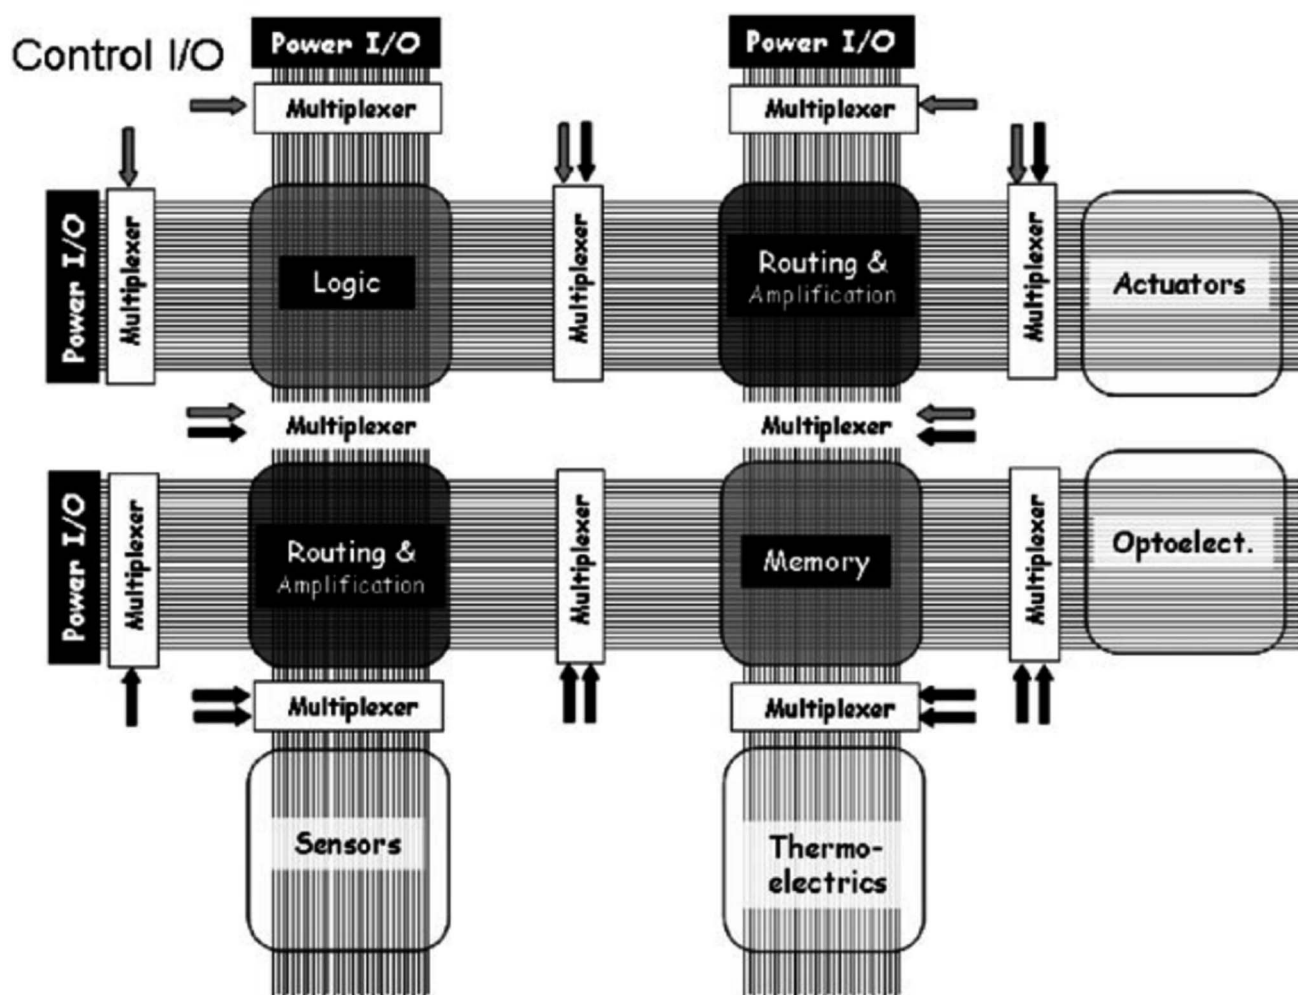 Control I/O
Power I/O
Power I/O
Multiplexer
Multiplexer
Power I/O
Multiplexer
Logic
Multiplexer
Routing &
Amplification
Multiplexer
Actuators
Multiplexer
Multiplexer
Power I/O
Multiplexer
Routing &
Amplification
Multiplexer
Memory
Multiplexer
Optoelect.
Multiplexer
Multiplexer
Sensors
Thermo-
electrics